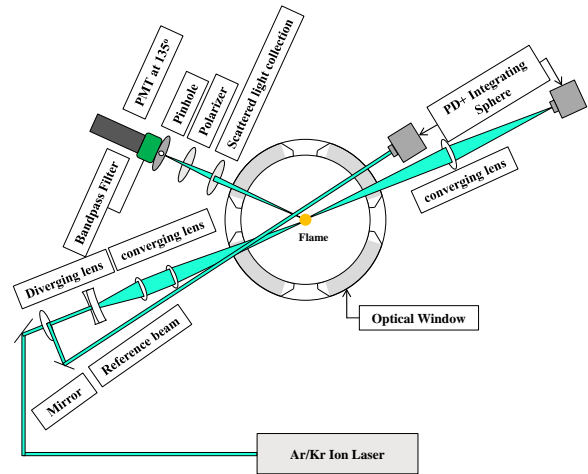 PMT at 135°
Pinhole
Polarizer
Scattered light collection
PD+ Integrating
Sphere
Bandpass Filter
converging lens
Flame
Diverging lens
converging lens
Optical Window
Reference beam
Mirror
Ar/Kr Ion Laser